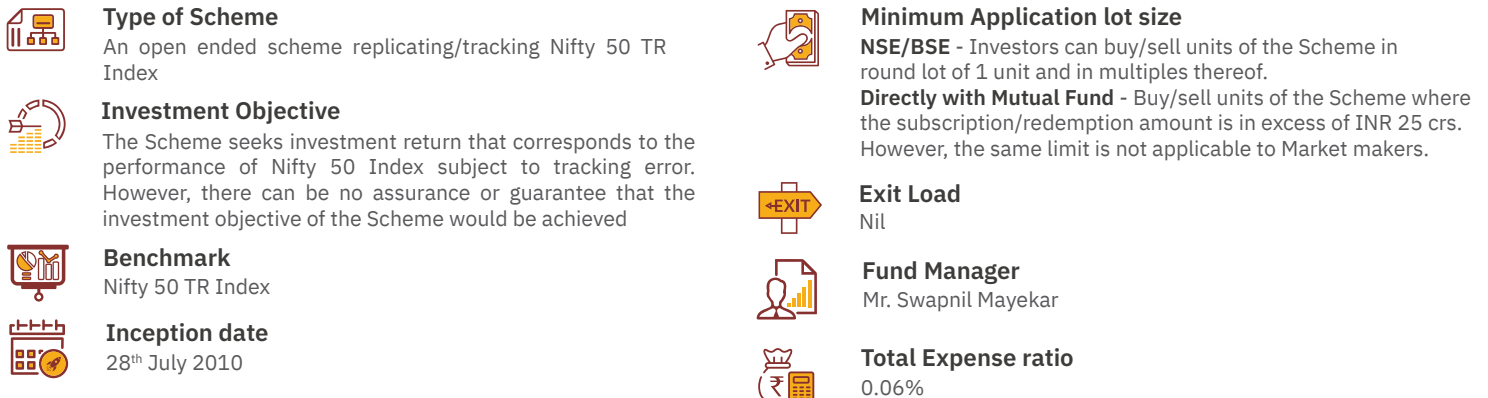 Type of Scheme
An open ended scheme replicating/tracking Nifty 50 TR
Index
Investment Objective
The Scheme seeks investment return that corresponds to the
performance of Nifty 50 Index subject to tracking error.
However, there can be no assurance or guarantee that the
investment objective of the Scheme would be achieved
Benchmark
Nifty 50 TR Index
Inception date
28th July 2010
Minimum Application lot size
NSE/BSE - Investors can buy/sell units of the Scheme in
round lot of 1 unit and in multiples thereof.
Directly with Mutual Fund - Buy/sell units of the Scheme where
the subscription/redemption amount is in excess of INR 25 crs.
However, the same limit is not applicable to Market makers.
EXIT
Exit Load
Nil
Fund Manager
Mr. Swapnil Mayekar
₹
Total Expense ratio
0.06%